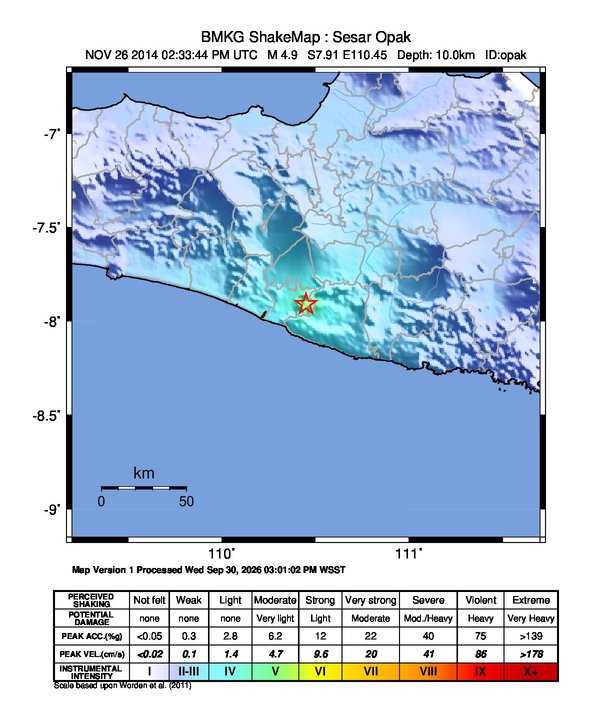 BMKG ShakeMap : Sesar Opak
NOV 26 2014 02:33:44 PM UTC M 4.9 S7.91 E110.45 Depth: 10.0km ID:opak
-7˚
-7.5˚
-8˚
-8.5˚
-9˚
km
0 50
110˚ 111˚
Map Version 1 Processed Wed Sep 30, 2026 03:01:02 PM WSST
PERCEIVED SHAKING Not felt Weak Light Moderate Strong Very strong Severe Violent Extreme
POTENTIAL DAMAGE none none none Very light Light Moderate Mod./Heavy Heavy Very Heavy
PEAK ACC.(%g) <0.05 0.3 2.8 6.2 12 22 40 75 >139
PEAK VEL.(cm/s) <0.02 0.1 1.4 4.7 9.6 20 41 86 >178
INSTRUMENTAL INTENSITY I II-III IV V VI VII VIII IX X+
Scale based upon Worden et al. (2011)